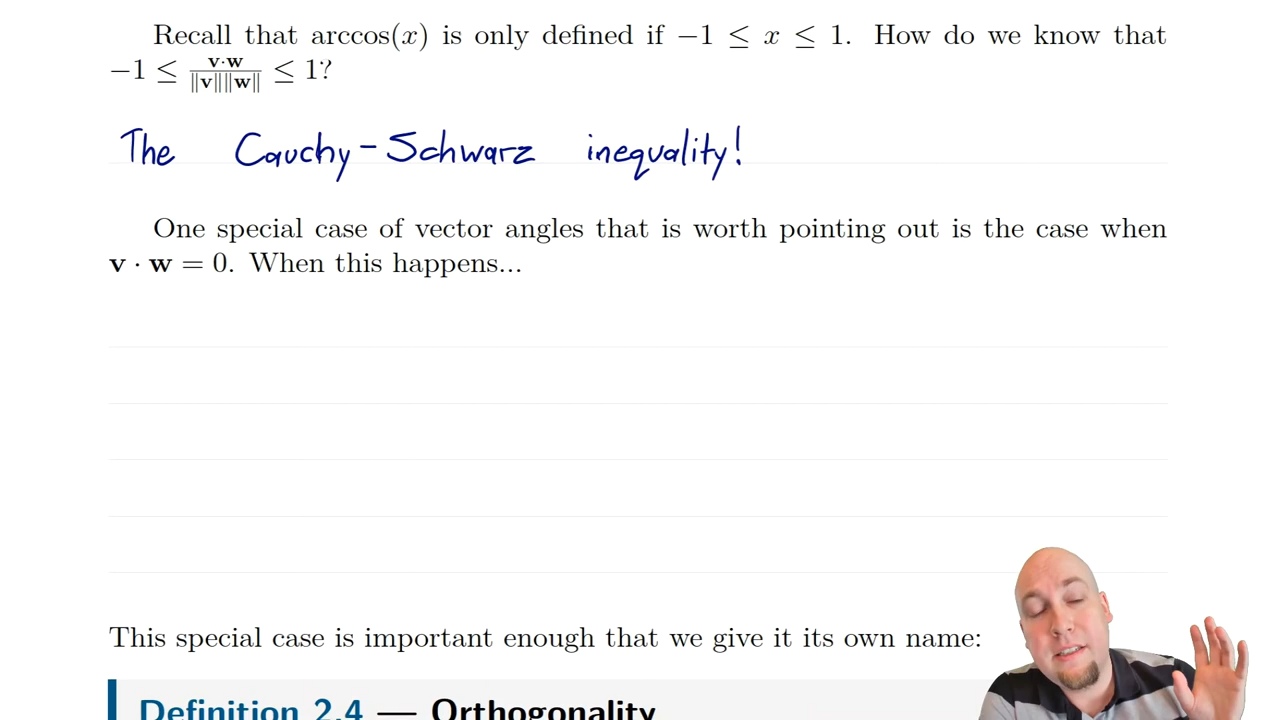 Recall that arccos(x) is only defined if −1 ≤ x ≤ 1. How do we know that
−1 ≤ v·w/‖v‖‖w‖ ≤ 1?
The Cauchy-Schwarz inequality!
One special case of vector angles that is worth pointing out is the case when
v · w = 0. When this happens...
This special case is important enough that we give it its own name:
Definition 2.4 — Orthogonality